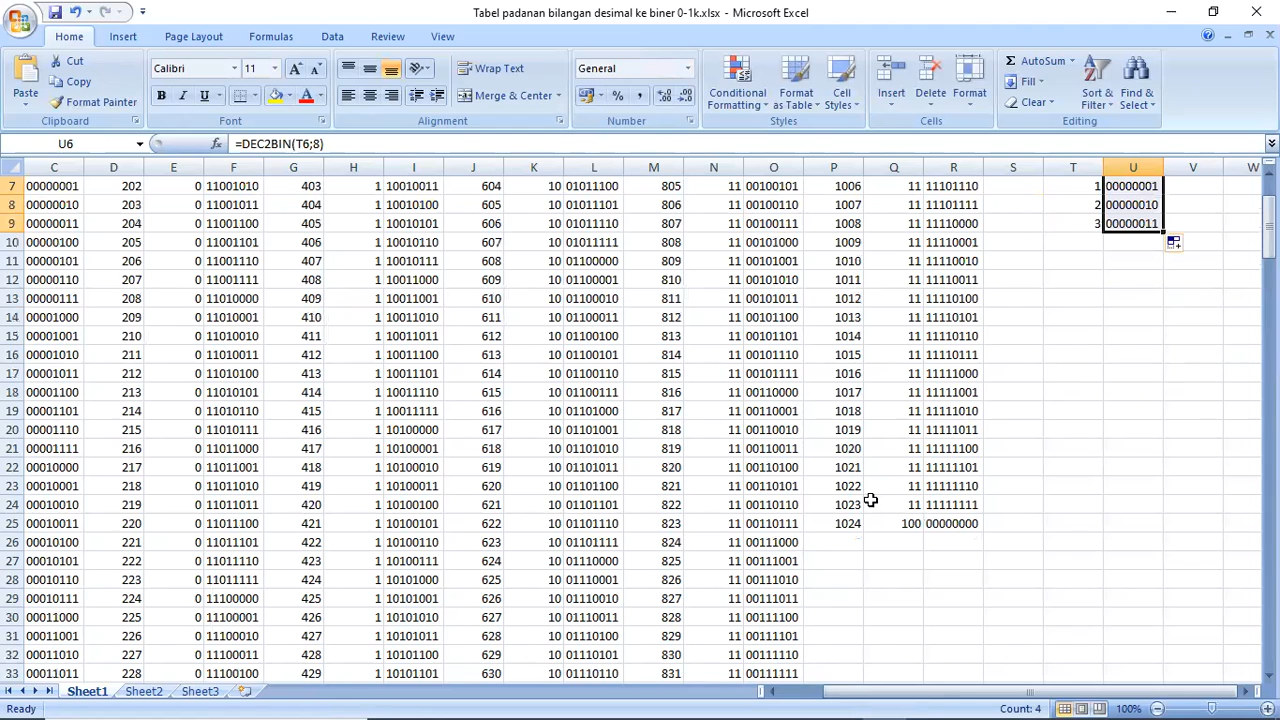 Tabel padanan bilangan desimal ke biner 0-1k.xlsx - Microsoft Excel
Home Insert Page Layout Formulas Data Review View
Paste Cut Copy Format Painter Clipboard
Calibri 11 B I U A A A Font
Wrap Text Merge & Center Alignment
General % , Number
Conditional Formatting Format as Table Cell Styles Styles
Insert Delete Format Cells
Σ AutoSum Fill Clear Sort & Filter Find & Select Editing
U6 fx =DEC2BIN(T6;8)
C D E F G H I J K L M N O P Q R S T U V W
7 00000001 202 0 11001010 403 1 10010011 604 10 01011100 805 11 00100101 1006 11 11101110 1 00000001
8 00000010 203 0 11001011 404 1 10010100 605 10 01011101 806 11 00100110 1007 11 11101111 2 00000010
9 00000011 204 0 11001100 405 1 10010101 606 10 01011110 807 11 00100111 1008 11 11110000 3 00000011
10 00000100 205 0 11001101 406 1 10010110 607 10 01011111 808 11 00101000 1009 11 11110001
11 00000101 206 0 11001110 407 1 10010111 608 10 01100000 809 11 00101001 1010 11 11110010
12 00000110 207 0 11001111 408 1 10011000 609 10 01100001 810 11 00101010 1011 11 11110011
13 00000111 208 0 11010000 409 1 10011001 610 10 01100010 811 11 00101011 1012 11 11110100
14 00001000 209 0 11010001 410 1 10011010 611 10 01100011 812 11 00101100 1013 11 11110101
15 00001001 210 0 11010010 411 1 10011011 612 10 01100100 813 11 00101101 1014 11 11110110
16 00001010 211 0 11010011 412 1 10011100 613 10 01100101 814 11 00101110 1015 11 11110111
17 00001011 212 0 11010100 413 1 10011101 614 10 01100110 815 11 00101111 1016 11 11111000
18 00001100 213 0 11010101 414 1 10011110 615 10 01100111 816 11 00110000 1017 11 11111001
19 00001101 214 0 11010110 415 1 10011111 616 10 01101000 817 11 00110001 1018 11 11111010
20 00001110 215 0 11010111 416 1 10100000 617 10 01101001 818 11 00110010 1019 11 11111011
21 00001111 216 0 11011000 417 1 10100001 618 10 01101010 819 11 00110011 1020 11 11111100
22 00010000 217 0 11011001 418 1 10100010 619 10 01101011 820 11 00110100 1021 11 11111101
23 00010001 218 0 11011010 419 1 10100011 620 10 01101100 821 11 00110101 1022 11 11111110
24 00010010 219 0 11011011 420 1 10100100 621 10 01101101 822 11 00110110 1023 11 11111111
25 00010011 220 0 11011100 421 1 10100101 622 10 01101110 823 11 00110111 1024 100 00000000
26 00010100 221 0 11011101 422 1 10100110 623 10 01101111 824 11 00111000
27 00010101 222 0 11011110 423 1 10100111 624 10 01110000 825 11 00111001
28 00010110 223 0 11011111 424 1 10101000 625 10 01110001 826 11 00111010
29 00010111 224 0 11100000 425 1 10101001 626 10 01110010 827 11 00111011
30 00011000 225 0 11100001 426 1 10101010 627 10 01110011 828 11 00111100
31 00011001 226 0 11100010 427 1 10101011 628 10 01110100 829 11 00111101
32 00011010 227 0 11100011 428 1 10101100 629 10 01110101 830 11 00111110
33 00011011 228 0 11100100 429 1 10101101 630 10 01110110 831 11 00111111
Sheet1 Sheet2 Sheet3
Ready Count: 4 100%